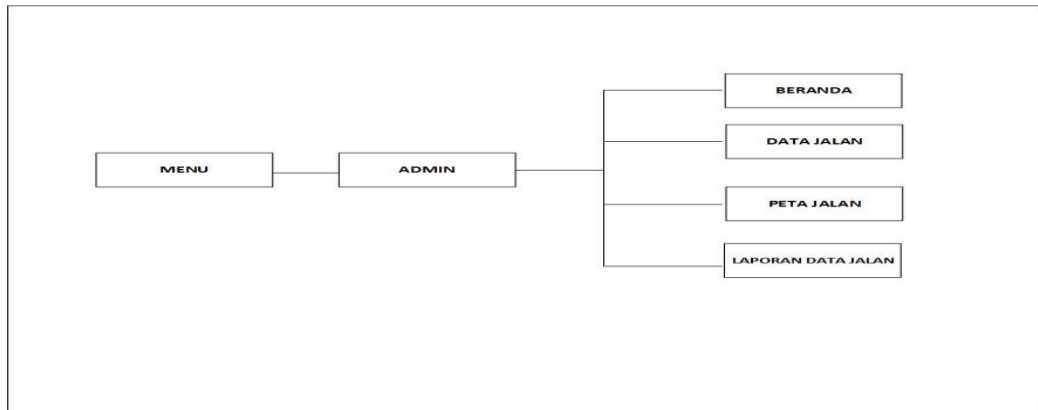 MENU
ADMIN
BERANDA
DATA JALAN
PETA JALAN
LAPORAN DATA JALAN